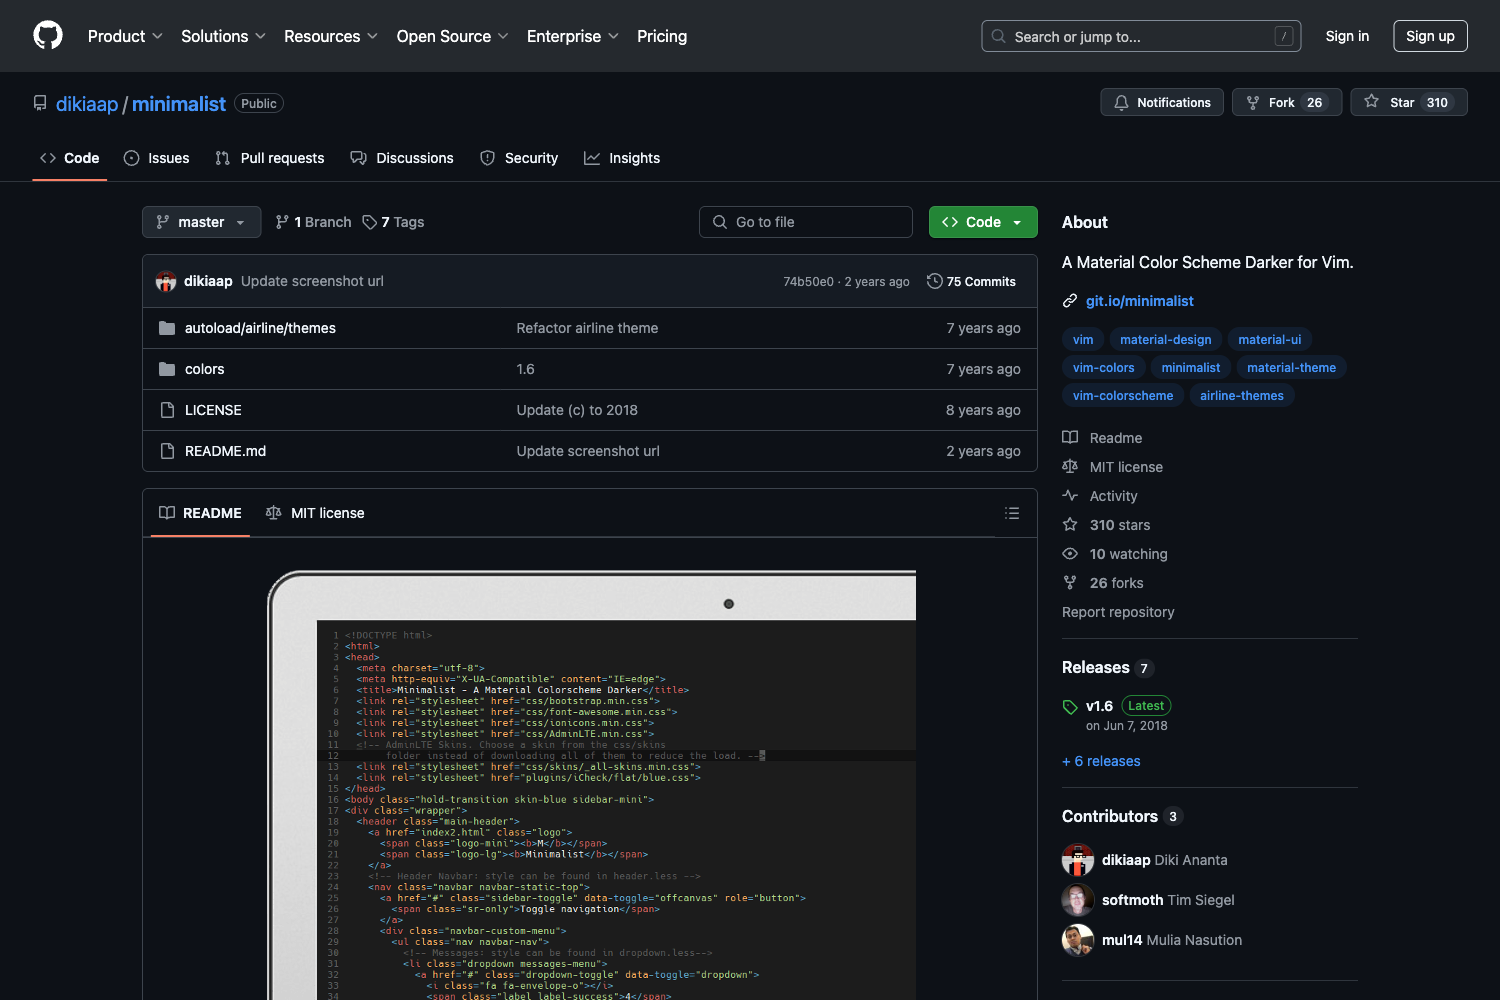 Product Solutions Resources Open Source Enterprise Pricing Search or jump to... / Sign in Sign up
dikiaap / minimalist Public Notifications Fork 26 Star 310
Code Issues Pull requests Discussions Security Insights
master 1 Branch 7 Tags Go to file Code
dikiaap Update screenshot url 74b50e0 · 2 years ago 75 Commits
autoload/airline/themes Refactor airline theme 7 years ago
colors 1.6 7 years ago
LICENSE Update (c) to 2018 8 years ago
README.md Update screenshot url 2 years ago
README MIT license
1 <!DOCTYPE html>
2 <html>
3 <head>
4 <meta charset="utf-8">
5 <meta http-equiv="X-UA-Compatible" content="IE=edge">
6 <title>Minimalist - A Material Colorscheme Darker</title>
7 <link rel="stylesheet" href="css/bootstrap.min.css">
8 <link rel="stylesheet" href="css/font-awesome.min.css">
9 <link rel="stylesheet" href="css/ionicons.min.css">
10 <link rel="stylesheet" href="css/AdminLTE.min.css">
11 <!-- AdminLTE Skins. Choose a skin from the css/skins
12 folder instead of downloading all of them to reduce the load. -->
13 <link rel="stylesheet" href="css/skins/_all-skins.min.css">
14 <link rel="stylesheet" href="plugins/iCheck/flat/blue.css">
15 </head>
16 <body class="hold-transition skin-blue sidebar-mini">
17 <div class="wrapper">
18 <header class="main-header">
19 <a href="index2.html" class="logo">
20 <span class="logo-mini"><b>M</b></span>
21 <span class="logo-lg"><b>Minimalist</b></span>
22 </a>
23 <!-- Header Navbar: style can be found in header.less -->
24 <nav class="navbar navbar-static-top">
25 <a href="#" class="sidebar-toggle" data-toggle="offcanvas" role="button">
26 <span class="sr-only">Toggle navigation</span>
27 </a>
28 <div class="navbar-custom-menu">
29 <ul class="nav navbar-nav">
30 <!-- Messages: style can be found in dropdown.less-->
31 <li class="dropdown messages-menu">
32 <a href="#" class="dropdown-toggle" data-toggle="dropdown">
33 <i class="fa fa-envelope-o"></i>
34 <span class="label label-success">4</span>
About
A Material Color Scheme Darker for Vim.
git.io/minimalist
vim material-design material-ui
vim-colors minimalist material-theme
vim-colorscheme airline-themes
Readme
MIT license
Activity
310 stars
10 watching
26 forks
Report repository
Releases 7
v1.6 Latest
on Jun 7, 2018
+ 6 releases
Contributors 3
dikiaap Diki Ananta
softmoth Tim Siegel
mul14 Mulia Nasution